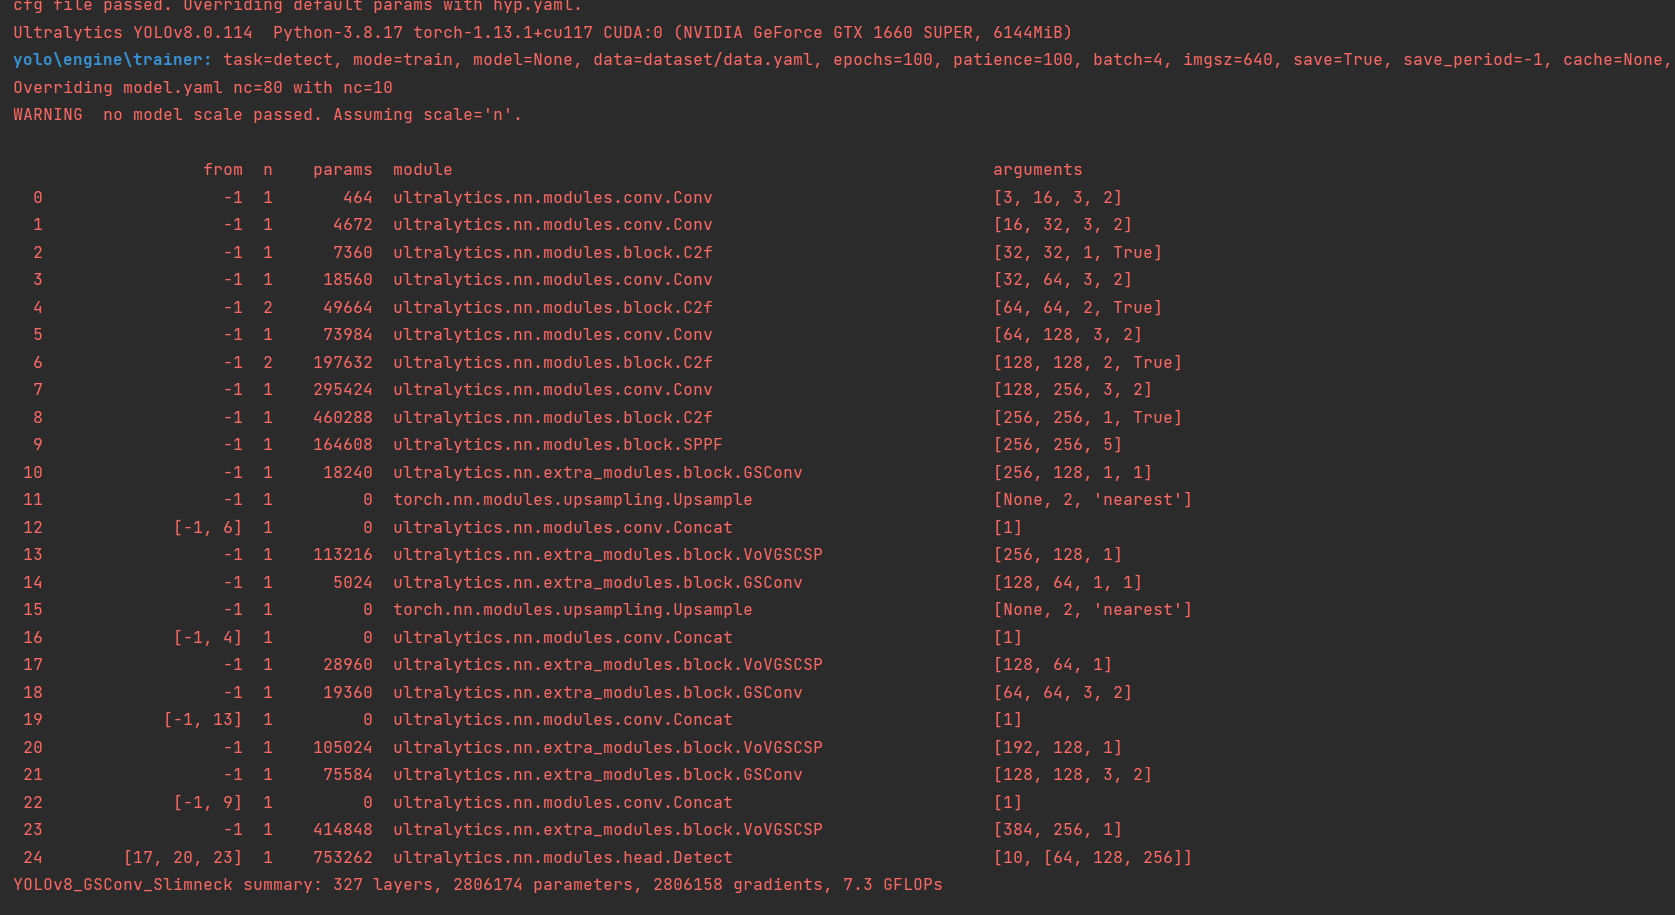 cfg file passed. Overriding default params with hyp.yaml.
Ultralytics YOLOv8.0.114  Python-3.8.17 torch-1.13.1+cu117 CUDA:0 (NVIDIA GeForce GTX 1660 SUPER, 6144MiB)
yolo\engine\trainer: task=detect, mode=train, model=None, data=dataset/data.yaml, epochs=100, patience=100, batch=4, imgsz=640, save=True, save_period=-1, cache=None,
Overriding model.yaml nc=80 with nc=10
WARNING  no model scale passed. Assuming scale='n'.
from  n    params  module                                                      arguments
0                  -1  1       464  ultralytics.nn.modules.conv.Conv                            [3, 16, 3, 2]
1                  -1  1      4672  ultralytics.nn.modules.conv.Conv                            [16, 32, 3, 2]
2                  -1  1      7360  ultralytics.nn.modules.block.C2f                            [32, 32, 1, True]
3                  -1  1     18560  ultralytics.nn.modules.conv.Conv                            [32, 64, 3, 2]
4                  -1  2     49664  ultralytics.nn.modules.block.C2f                            [64, 64, 2, True]
5                  -1  1     73984  ultralytics.nn.modules.conv.Conv                            [64, 128, 3, 2]
6                  -1  2    197632  ultralytics.nn.modules.block.C2f                            [128, 128, 2, True]
7                  -1  1    295424  ultralytics.nn.modules.conv.Conv                            [128, 256, 3, 2]
8                  -1  1    460288  ultralytics.nn.modules.block.C2f                            [256, 256, 1, True]
9                  -1  1    164608  ultralytics.nn.modules.block.SPPF                           [256, 256, 5]
10                  -1  1     18240  ultralytics.nn.extra_modules.block.GSConv                   [256, 128, 1, 1]
11                  -1  1         0  torch.nn.modules.upsampling.Upsample                        [None, 2, 'nearest']
12             [-1, 6]  1         0  ultralytics.nn.modules.conv.Concat                          [1]
13                  -1  1    113216  ultralytics.nn.extra_modules.block.VoVGSCSP                 [256, 128, 1]
14                  -1  1      5024  ultralytics.nn.extra_modules.block.GSConv                   [128, 64, 1, 1]
15                  -1  1         0  torch.nn.modules.upsampling.Upsample                        [None, 2, 'nearest']
16             [-1, 4]  1         0  ultralytics.nn.modules.conv.Concat                          [1]
17                  -1  1     28960  ultralytics.nn.extra_modules.block.VoVGSCSP                 [128, 64, 1]
18                  -1  1     19360  ultralytics.nn.extra_modules.block.GSConv                   [64, 64, 3, 2]
19            [-1, 13]  1         0  ultralytics.nn.modules.conv.Concat                          [1]
20                  -1  1    105024  ultralytics.nn.extra_modules.block.VoVGSCSP                 [192, 128, 1]
21                  -1  1     75584  ultralytics.nn.extra_modules.block.GSConv                   [128, 128, 3, 2]
22             [-1, 9]  1         0  ultralytics.nn.modules.conv.Concat                          [1]
23                  -1  1    414848  ultralytics.nn.extra_modules.block.VoVGSCSP                 [384, 256, 1]
24        [17, 20, 23]  1    753262  ultralytics.nn.modules.head.Detect                          [10, [64, 128, 256]]
YOLOv8_GSConv_Slimneck summary: 327 layers, 2806174 parameters, 2806158 gradients, 7.3 GFLOPs